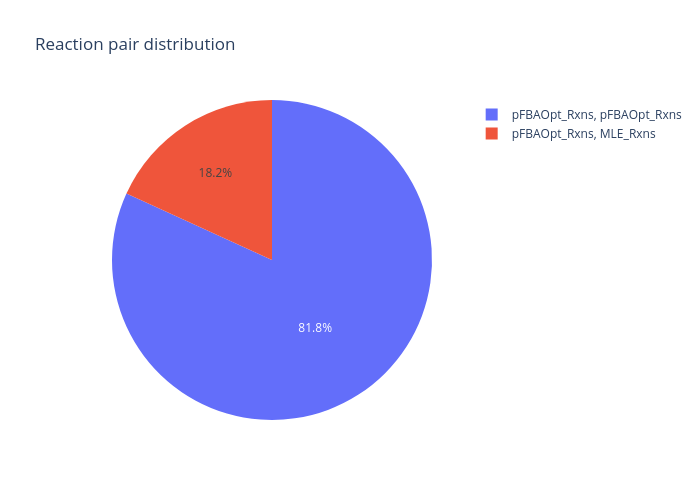 Reaction pair distribution
pFBAOpt_Rxns, pFBAOpt_Rxns
pFBAOpt_Rxns, MLE_Rxns
18.2%
81.8%